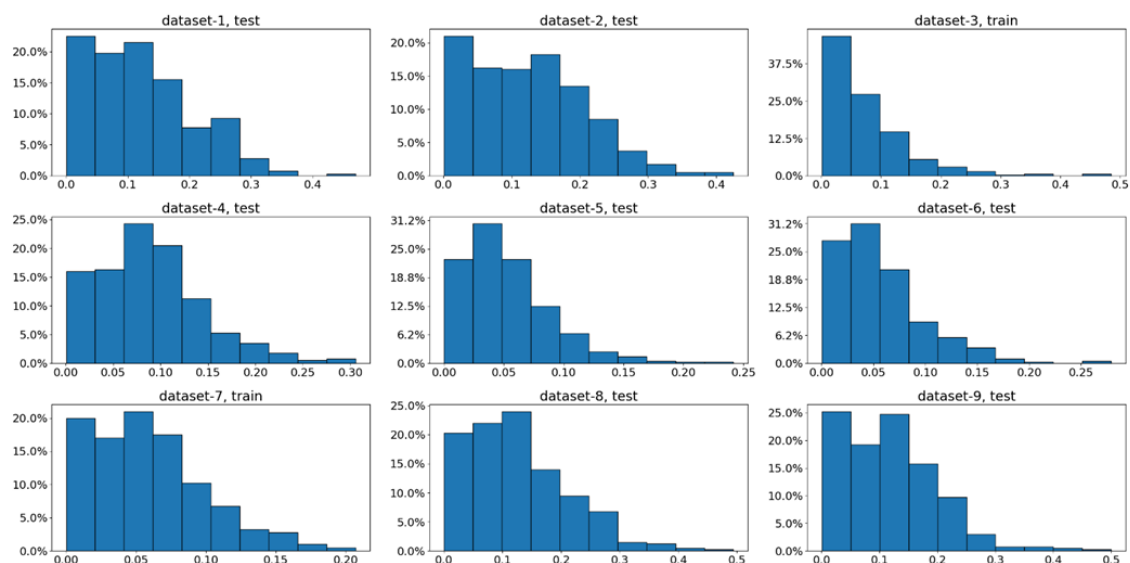 dataset-1, test
20.0%
15.0%
10.0%
5.0%
0.0%
0.0 0.1 0.2 0.3 0.4
dataset-2, test
20.0%
15.0%
10.0%
5.0%
0.0%
0.0 0.1 0.2 0.3 0.4
dataset-3, train
37.5%
25.0%
12.5%
0.0%
0.0 0.1 0.2 0.3 0.4 0.5
dataset-4, test
25.0%
20.0%
15.0%
10.0%
5.0%
0.0%
0.00 0.05 0.10 0.15 0.20 0.25 0.30
dataset-5, test
31.2%
25.0%
18.8%
12.5%
6.2%
0.0%
0.00 0.05 0.10 0.15 0.20 0.25
dataset-6, test
31.2%
25.0%
18.8%
12.5%
6.2%
0.0%
0.00 0.05 0.10 0.15 0.20 0.25
dataset-7, train
20.0%
15.0%
10.0%
5.0%
0.0%
0.00 0.05 0.10 0.15 0.20
dataset-8, test
25.0%
20.0%
15.0%
10.0%
5.0%
0.0%
0.0 0.1 0.2 0.3 0.4 0.5
dataset-9, test
25.0%
20.0%
15.0%
10.0%
5.0%
0.0%
0.0 0.1 0.2 0.3 0.4 0.5